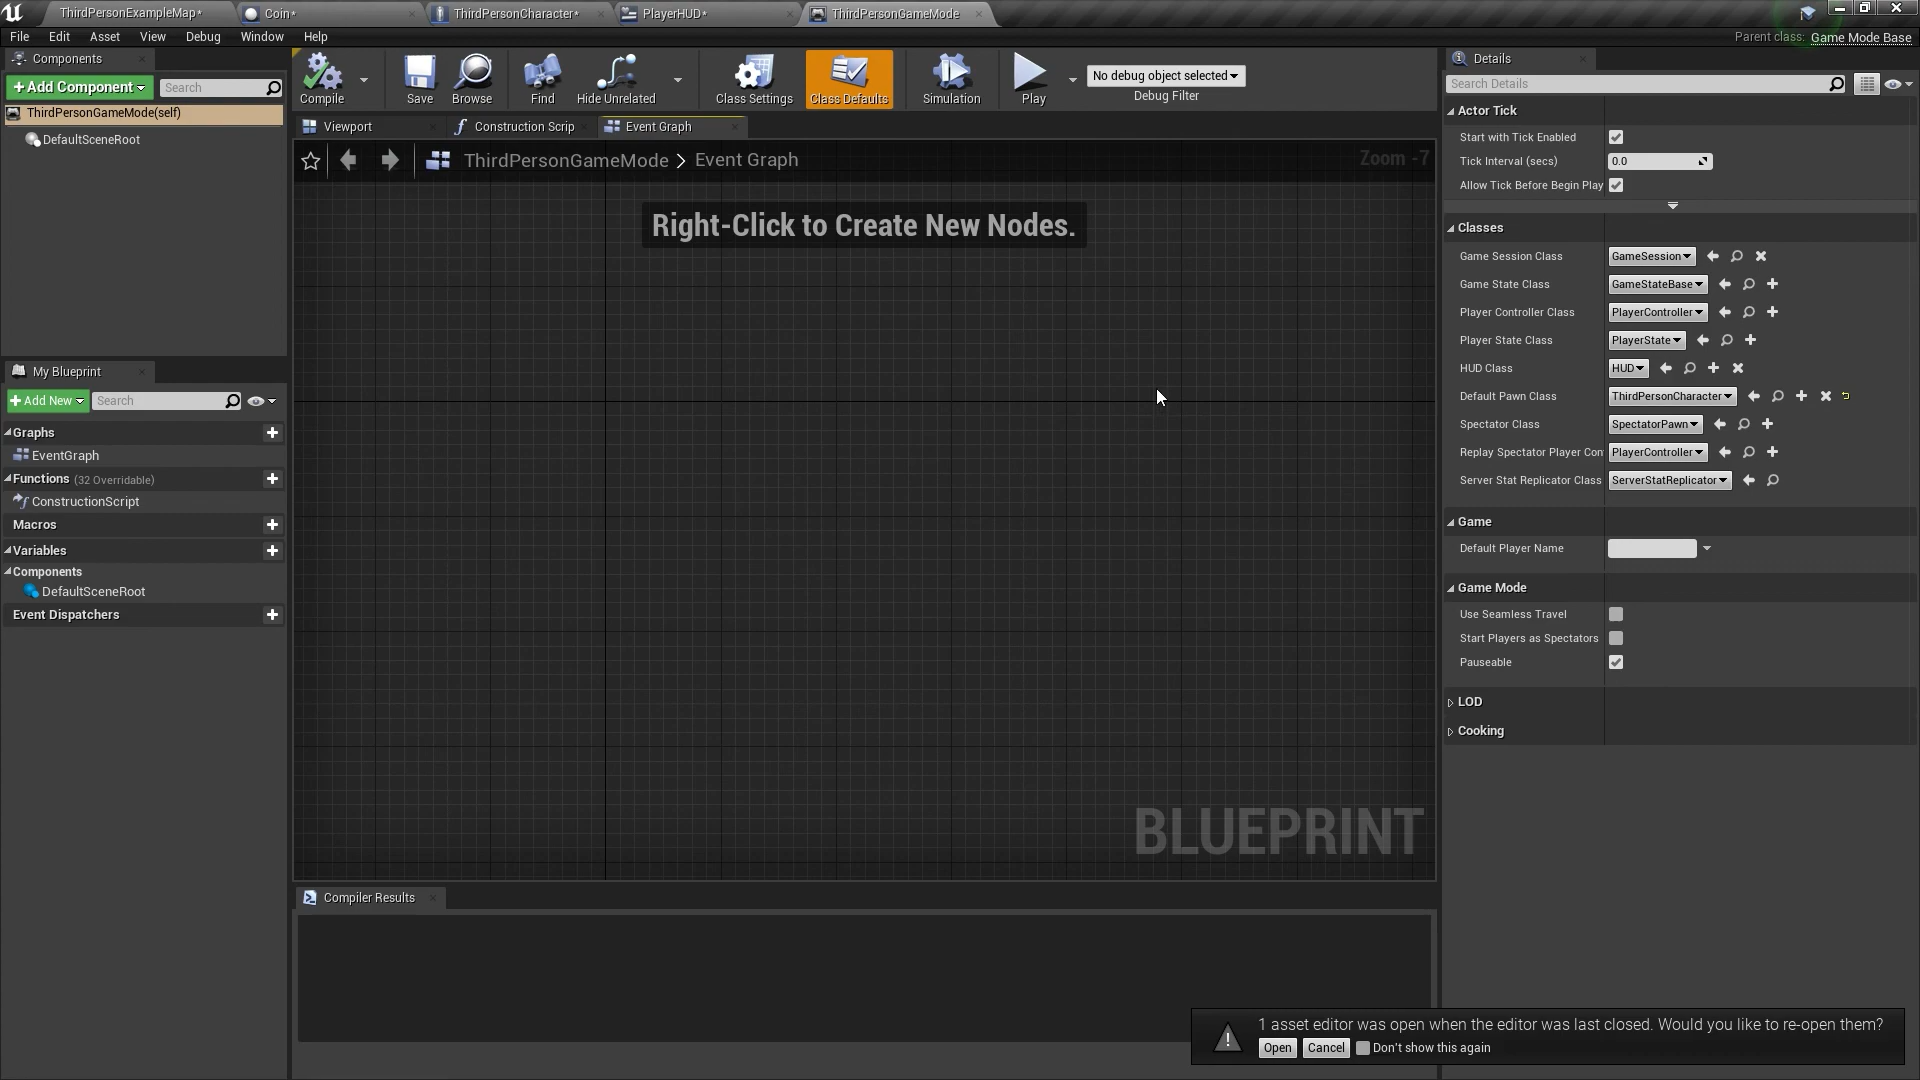 ThirdPersonExampleMap*
Coin*
ThirdPersonCharacter*
PlayerHUD*
ThirdPersonGameMode
File Edit Asset View Debug Window Help
Parent class: Game Mode Base
Components
+Add Component
Search
ThirdPersonGameMode(self)
DefaultSceneRoot
Compile
Save
Browse
Find
Hide Unrelated
Class Settings
Class Defaults
Simulation
Play
No debug object selected
Debug Filter
Viewport
Construction Scrip
Event Graph
ThirdPersonGameMode > Event Graph
Zoom -7
Right-Click to Create New Nodes.
BLUEPRINT
My Blueprint
+Add New
Search
Graphs
EventGraph
Functions (32 Overridable)
ConstructionScript
Macros
Variables
Components
DefaultSceneRoot
Event Dispatchers
Compiler Results
Details
Search Details
Actor Tick
Start with Tick Enabled
Tick Interval (secs) 0.0
Allow Tick Before Begin Play
Classes
Game Session Class GameSession
Game State Class GameStateBase
Player Controller Class PlayerController
Player State Class PlayerState
HUD Class HUD
Default Pawn Class ThirdPersonCharacter
Spectator Class SpectatorPawn
Replay Spectator Player Con PlayerController
Server Stat Replicator Class ServerStatReplicator
Game
Default Player Name
Game Mode
Use Seamless Travel
Start Players as Spectators
Pauseable
LOD
Cooking
1 asset editor was open when the editor was last closed. Would you like to re-open them?
Open Cancel Don't show this again